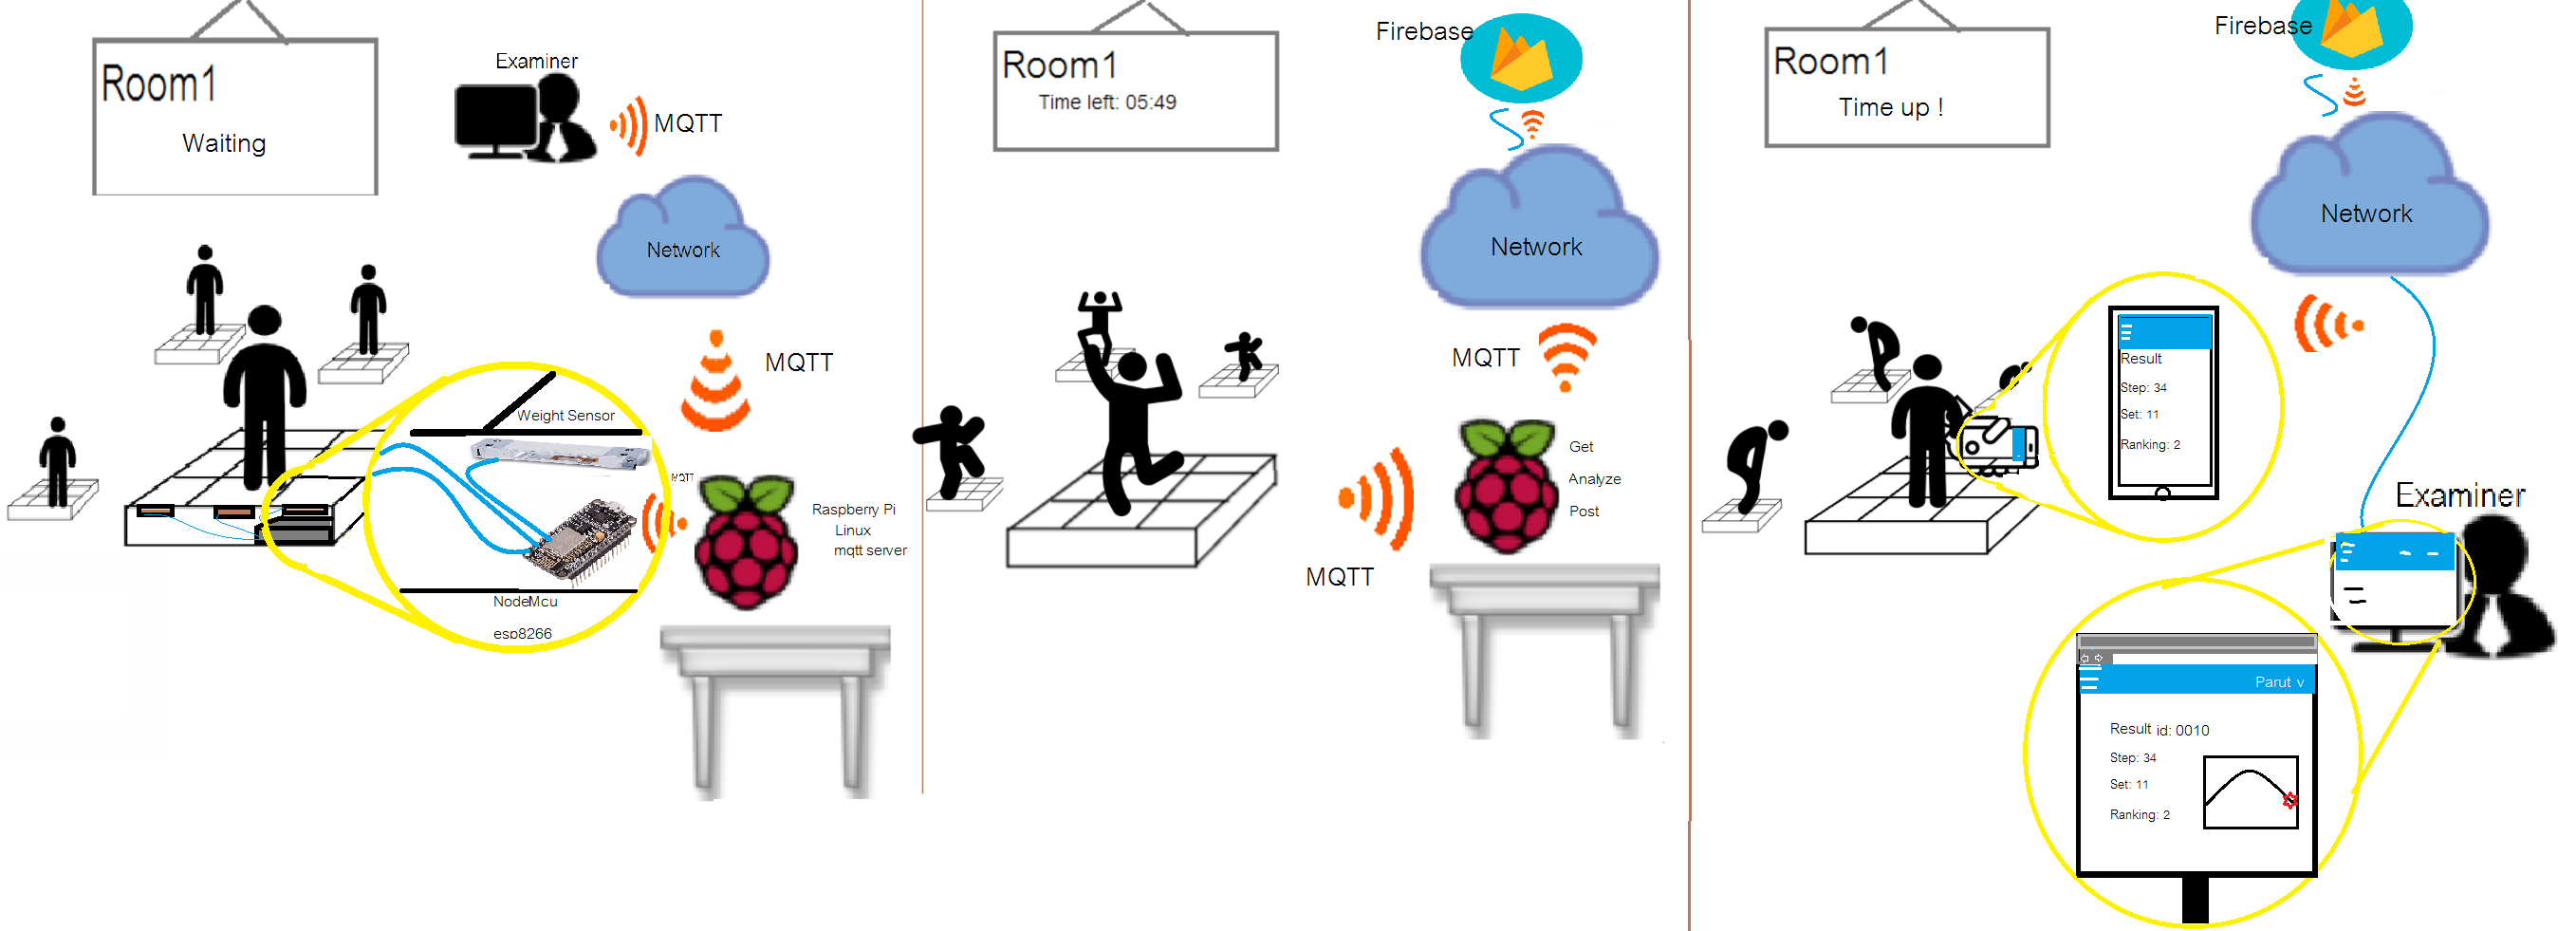 Room1
Waiting
Examiner
MQTT
Network
MQTT
Weight Sensor
MQTT
Raspberry Pi
Linux
mqtt server
NodeMcu
esp8266
Room1
Time left: 05:49
Firebase
Network
MQTT
Get
Analyze
Post
MQTT
Room1
Time up !
Firebase
Network
Result
Step: 34
Set: 11
Ranking: 2
Examiner
Parut v
Result id: 0010
Step: 34
Set: 11
Ranking: 2